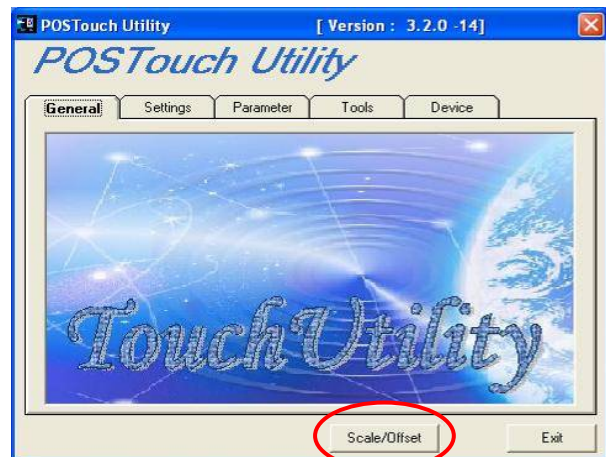 POSTouch Utility [ Version : 3.2.0 -14]
POSTouch Utility
General Settings Parameter Tools Device
TouchUtility
Scale/Offset Exit